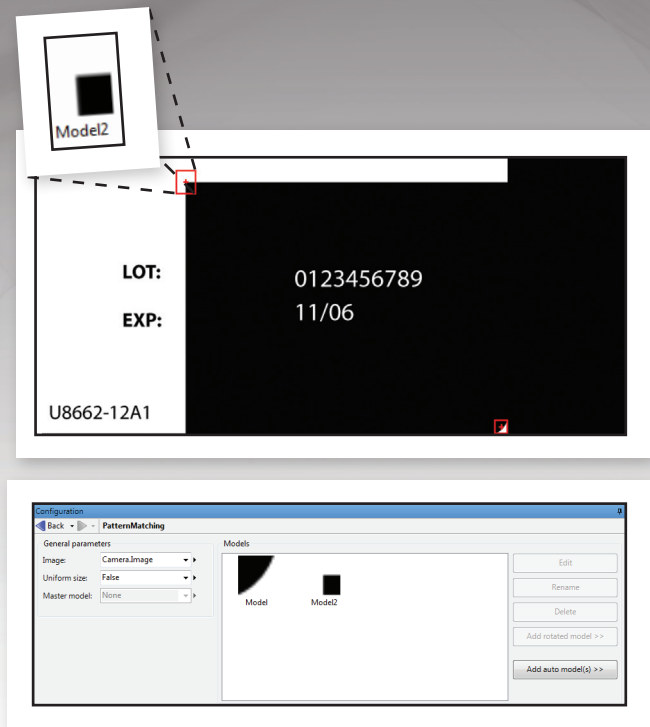 Model2
LOT:
0123456789
EXP:
11/06
U8662-12A1
Configuration
Back
PatternMatching
General parameters
Image:
Camera.Image
Uniform size:
False
Master model:
None
Models
Model
Model2
Edit
Rename
Delete
Add rotated model >>
Add auto model(s) >>